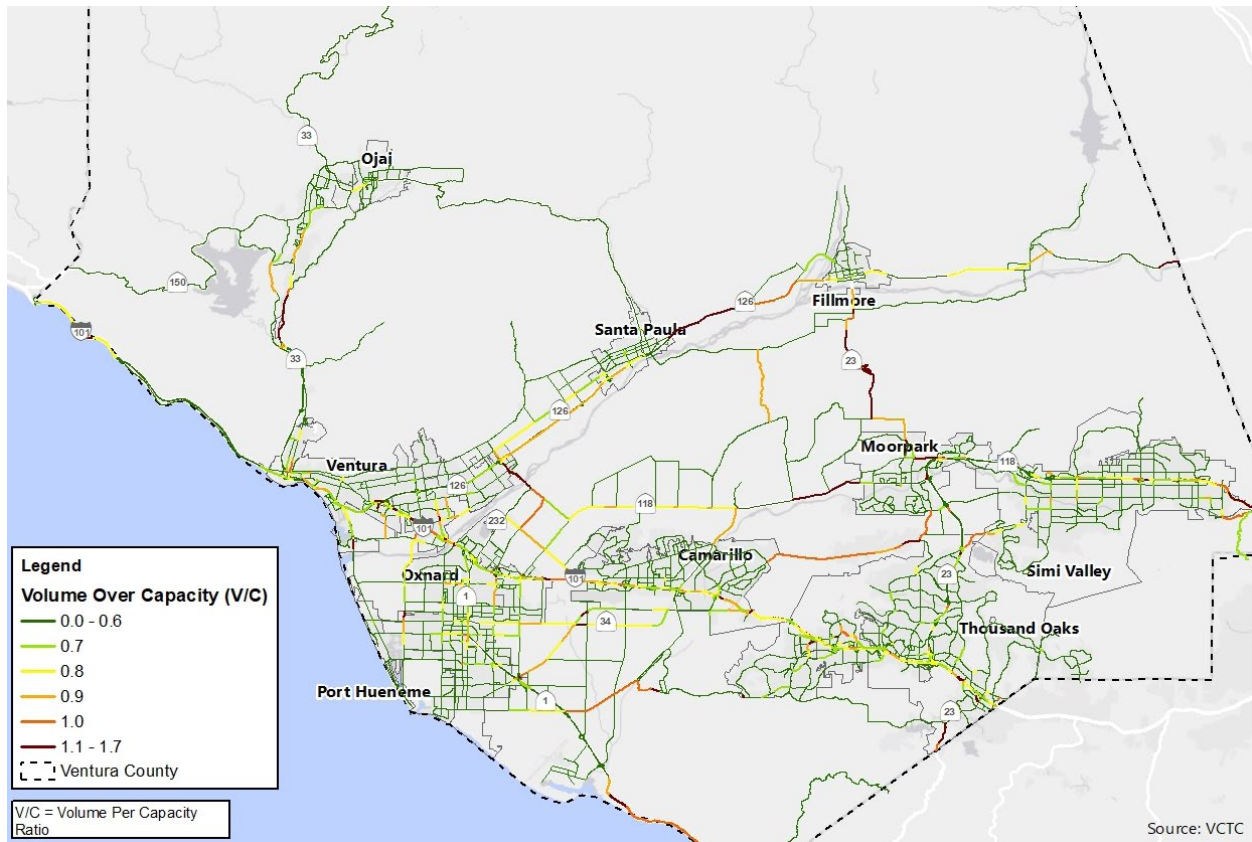 33
Ojai
150
101
126
Fillmore
Santa Paula
33
23
126
Moorpark
Ventura
118
126
118
232
101
Camarillo
101
Oxnard
Simi Valley
23
1
34
Thousand Oaks
Port Hueneme
1
23
Legend
Volume Over Capacity (V/C)
0.0 - 0.6
0.7
0.8
0.9
1.0
1.1 - 1.7
Ventura County
V/C = Volume Per Capacity
Ratio
Source: VCTC